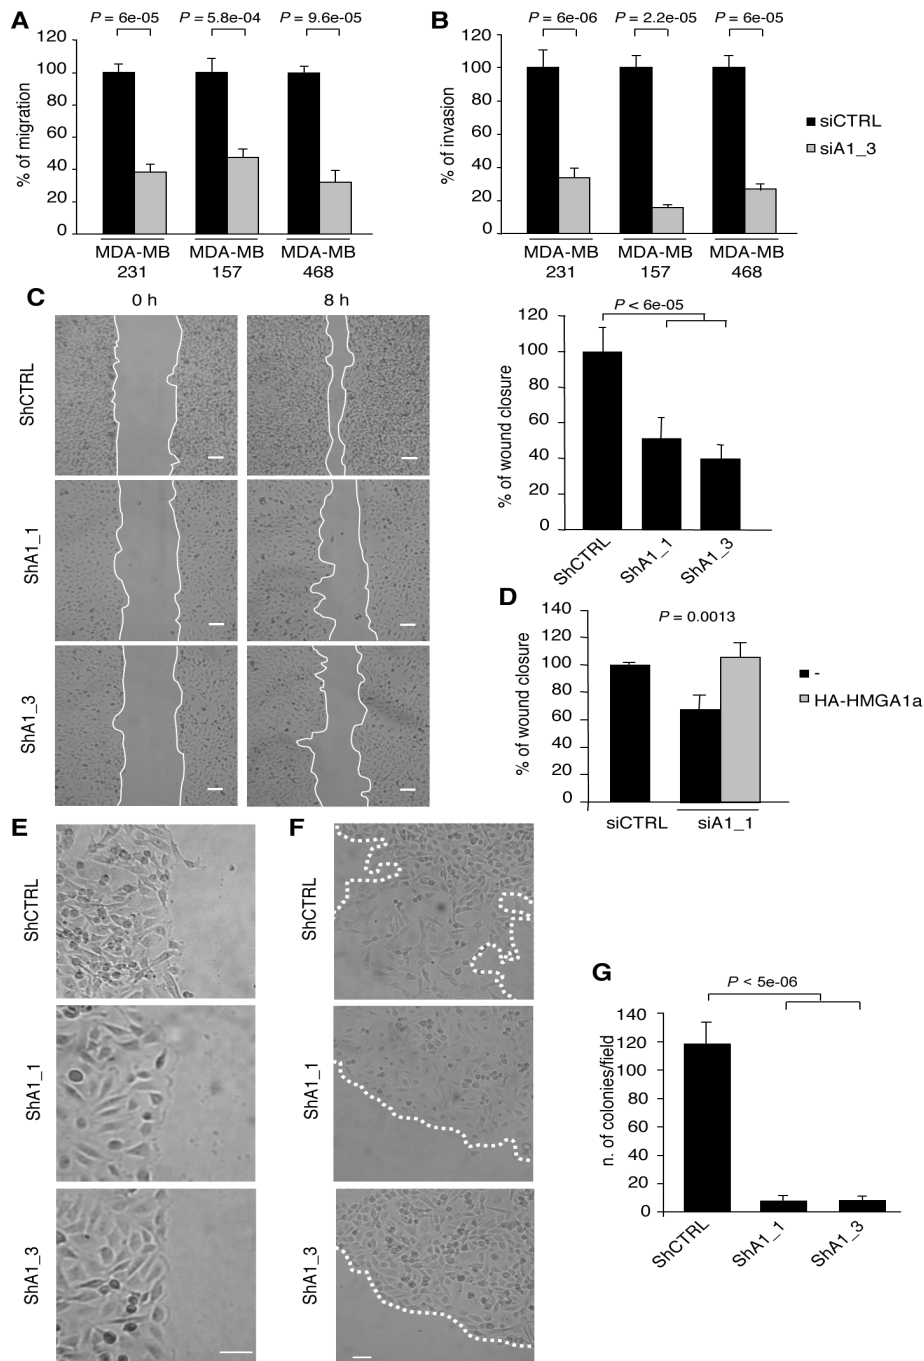 A
P = 6e-05 P = 5.8e-04 P = 9.6e-05
120
100
80
60
40
20
0
% of migration
MDA-MB MDA-MB MDA-MB
231 157 468
B
P = 6e-06 P = 2.2e-05 P = 6e-05
120
100
80
60
40
20
0
% of invasion
MDA-MB MDA-MB MDA-MB
231 157 468
siCTRL
siA1_3
C
0 h 8 h
ShCTRL
ShA1_1
ShA1_3
P < 6e-05
120
100
80
60
40
20
0
% of wound closure
ShCTRL ShA1_1 ShA1_3
D
P = 0.0013
140
120
100
80
60
40
20
0
% of wound closure
siCTRL siA1_1
-
HA-HMGA1a
E
ShCTRL
ShA1_1
ShA1_3
F
ShCTRL
ShA1_1
ShA1_3
G
P < 5e-06
140
120
100
80
60
40
20
0
n. of colonies/field
ShCTRL ShA1_1 ShA1_3